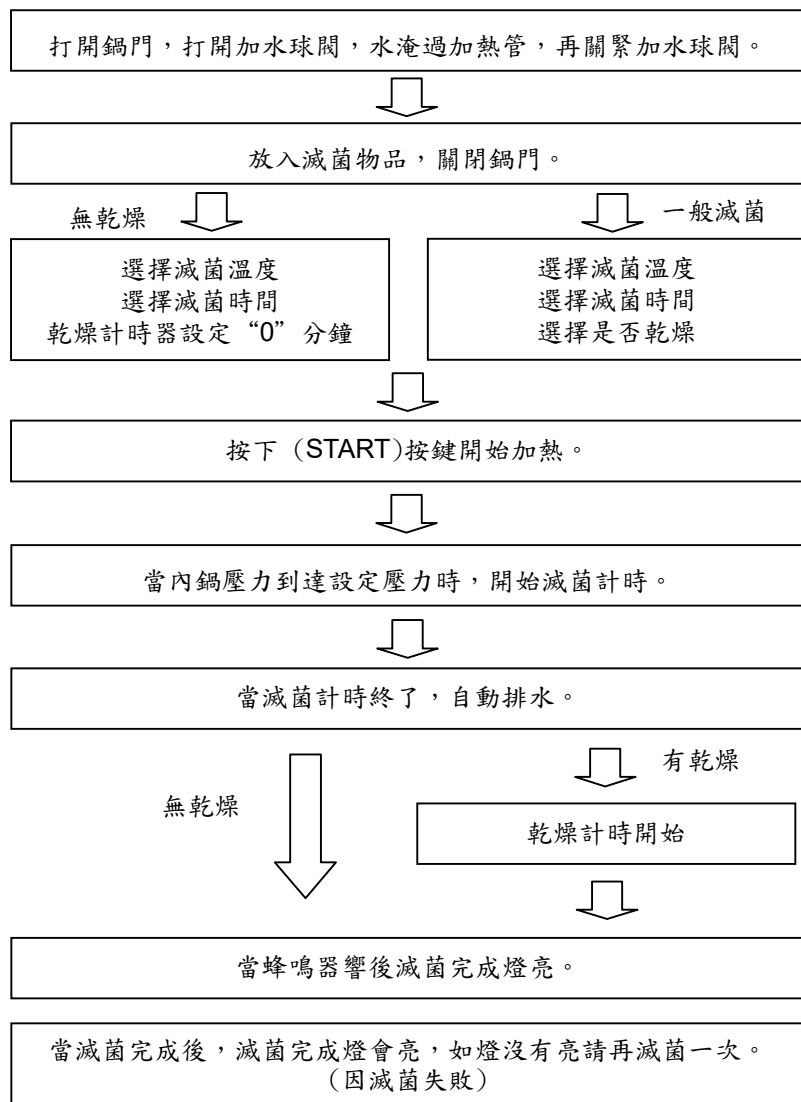 打開鍋門，打開加水球閥，水淹過加熱管，再關緊加水球閥。
放入滅菌物品，關閉鍋門。
無乾燥
一般滅菌
選擇滅菌溫度
選擇滅菌時間
乾燥計時器設定“0”分鐘
選擇滅菌溫度
選擇滅菌時間
選擇是否乾燥
按下（START)按鍵開始加熱。
當內鍋壓力到達設定壓力時，開始滅菌計時。
當滅菌計時終了，自動排水。
有乾燥
無乾燥
乾燥計時開始
當蜂鳴器響後滅菌完成燈亮。
當滅菌完成後，滅菌完成燈會亮，如燈沒有亮請再滅菌一次。
（因滅菌失敗）